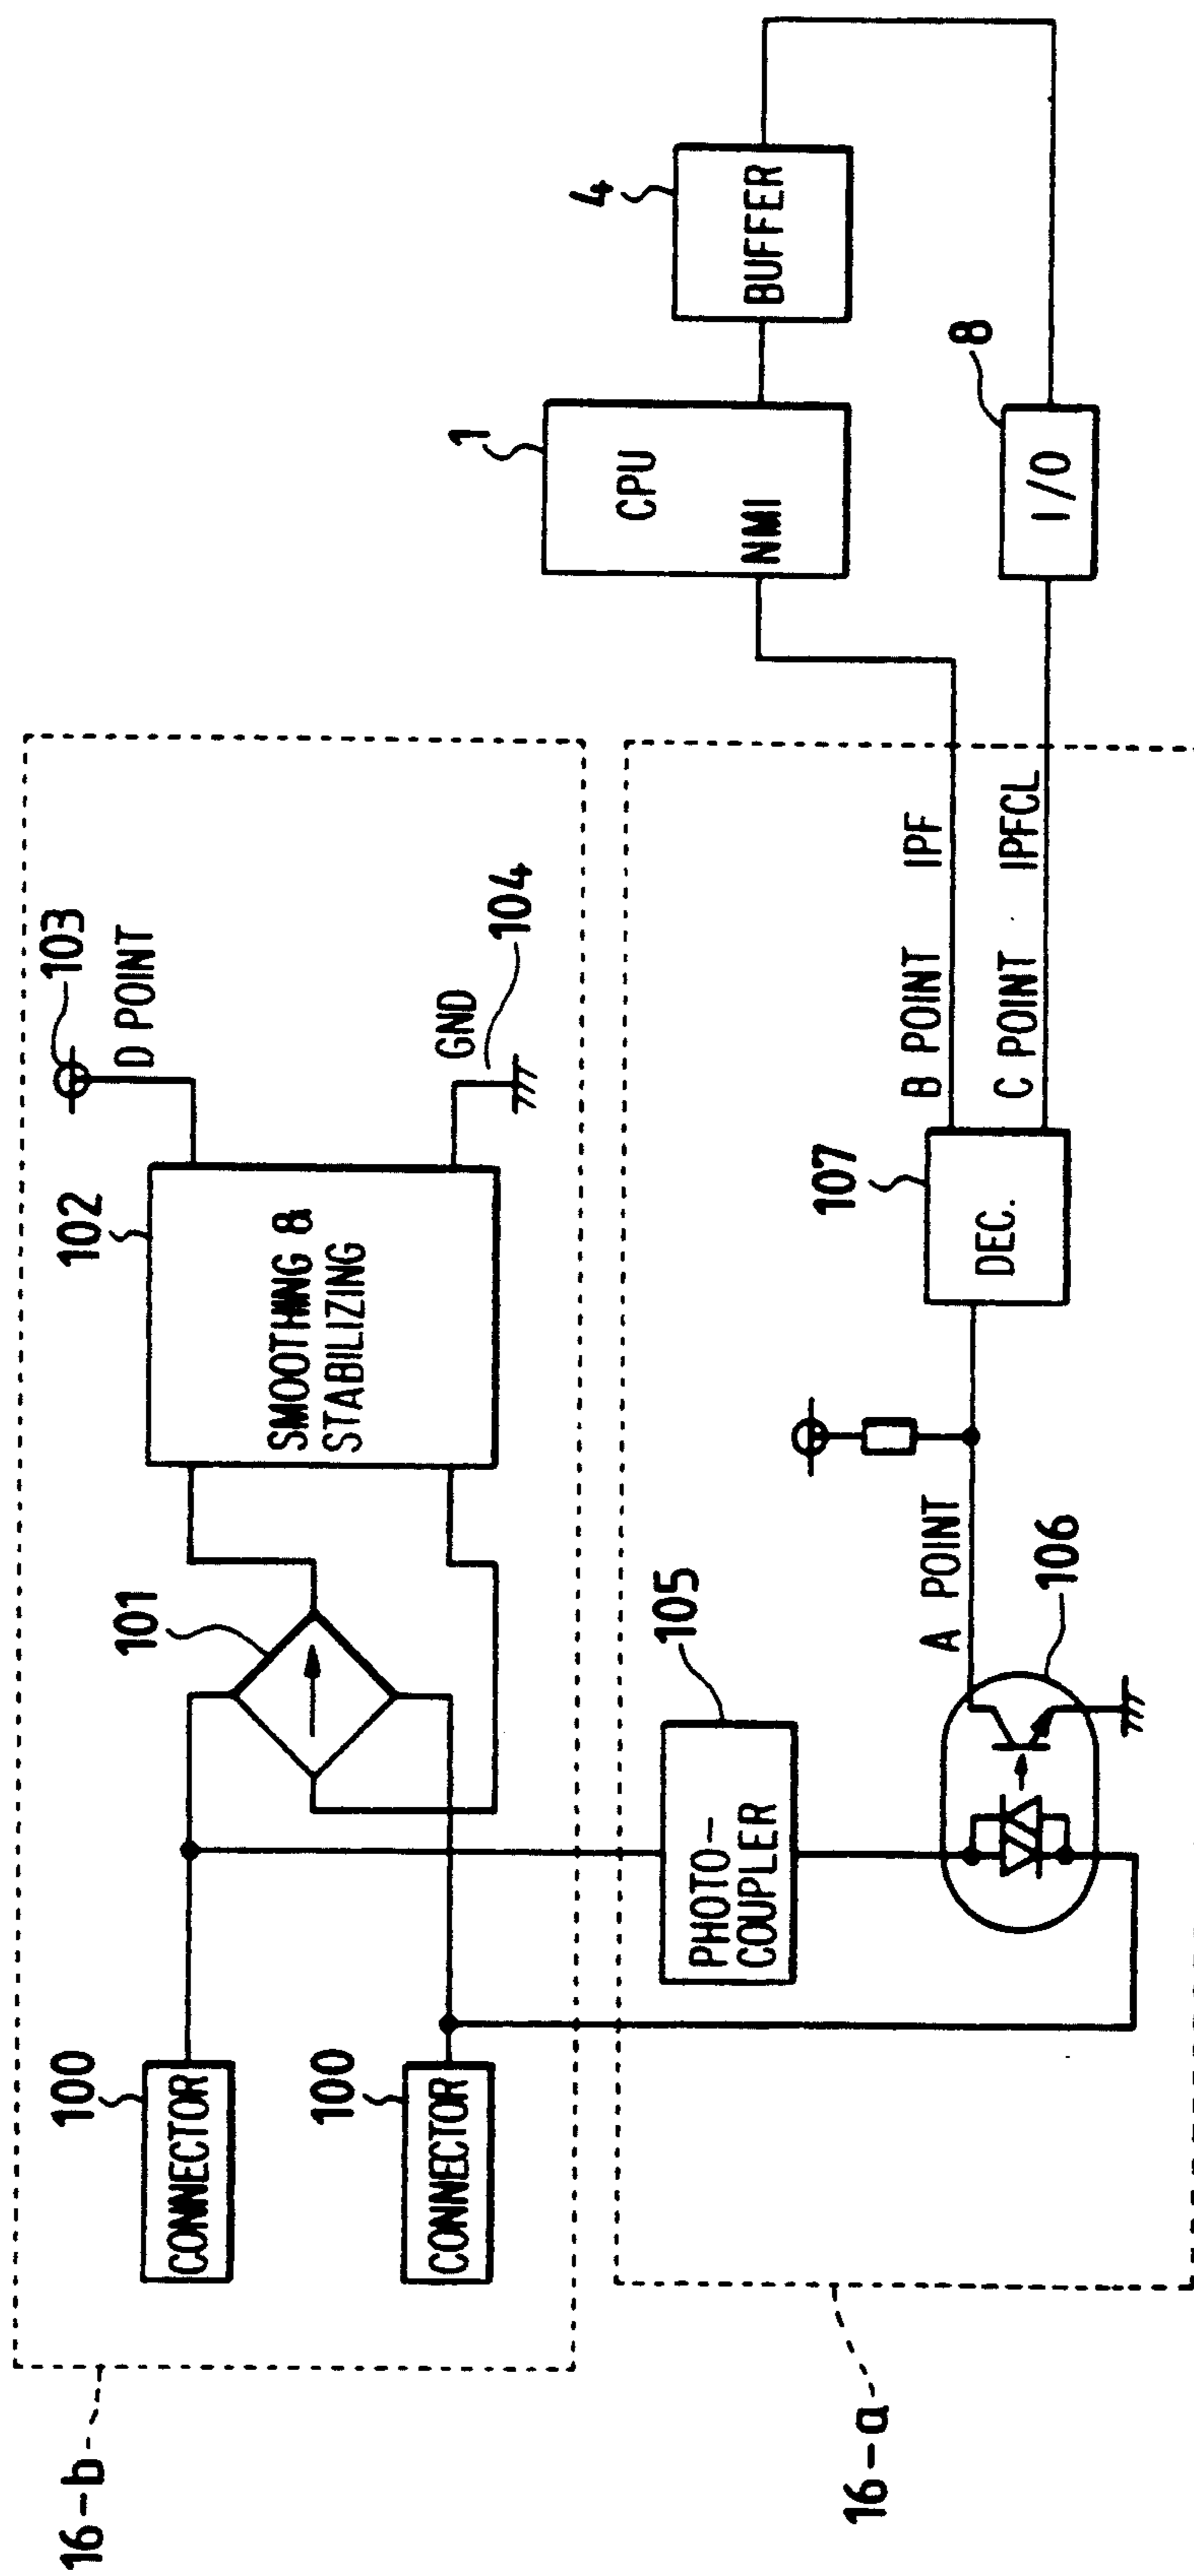 16-b
100
CONNECTOR
100
CONNECTOR
101
102
SMOOTHING &
STABILIZING
103
D POINT
GND
104
16-a
105
PHOTO-
COUPLER
106
A POINT
107
DEC.
B POINT IPF
C POINT IPFCL
1
CPU
NMI
4
BUFFER
8
I/O